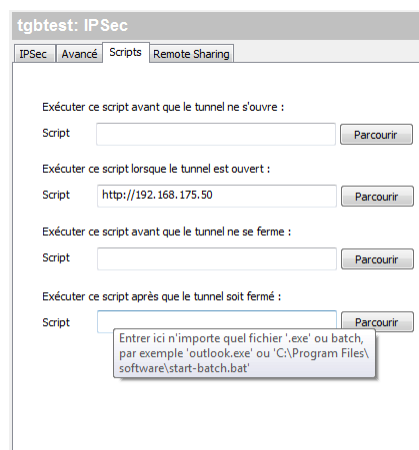 tgbtest: IPSec
IPSec Avancé Scripts Remote Sharing
Exécuter ce script avant que le tunnel ne s'ouvre :
Script Parcourir
Exécuter ce script lorsque le tunnel est ouvert :
Script http://192.168.175.50 Parcourir
Exécuter ce script avant que le tunnel ne se ferme :
Script Parcourir
Exécuter ce script après que le tunnel soit fermé :
Script Parcourir
Entrer ici n'importe quel fichier '.exe' ou batch,
par exemple 'outlook.exe' ou 'C:\Program Files\
software\start-batch.bat'